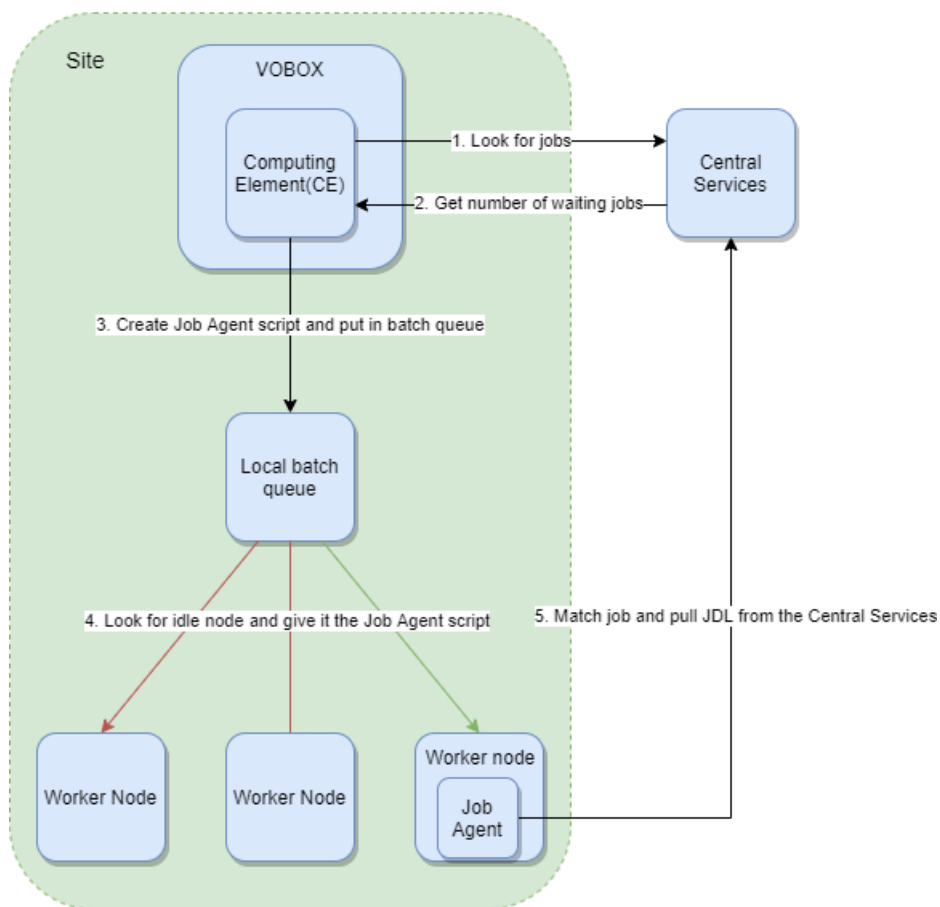 Site
VOBOX
Computing
Element(CE)
1. Look for jobs
Central
Services
2. Get number of waiting jobs
3. Create Job Agent script and put in batch queue
Local batch
queue
4. Look for idle node and give it the Job Agent script
5. Match job and pull JDL from the Central Services
Worker Node
Worker Node
Worker node
Job
Agent